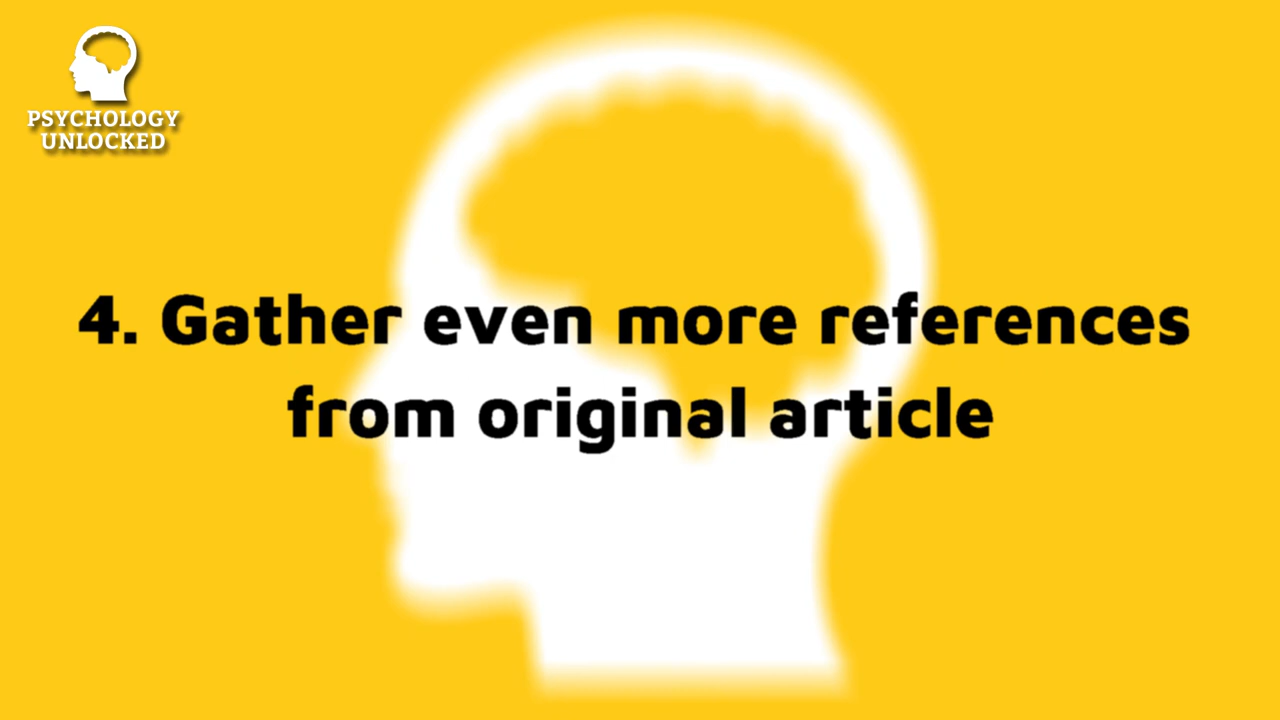 PSYCHOLOGY
UNLOCKED
4. Gather even more references
from original article